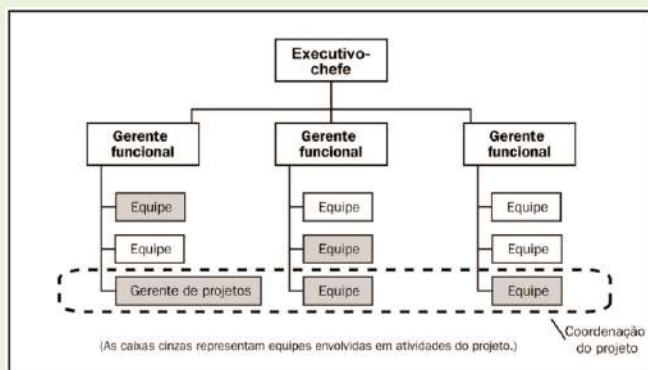 Executivo-
chefe
Gerente
funcional
Gerente
funcional
Gerente
funcional
Equipe
Equipe
Equipe
Equipe
Equipe
Equipe
Gerente de projetos
Equipe
Equipe
(As caixas cinzas representam equipes envolvidas em atividades do projeto.)
Coordenação
do projeto